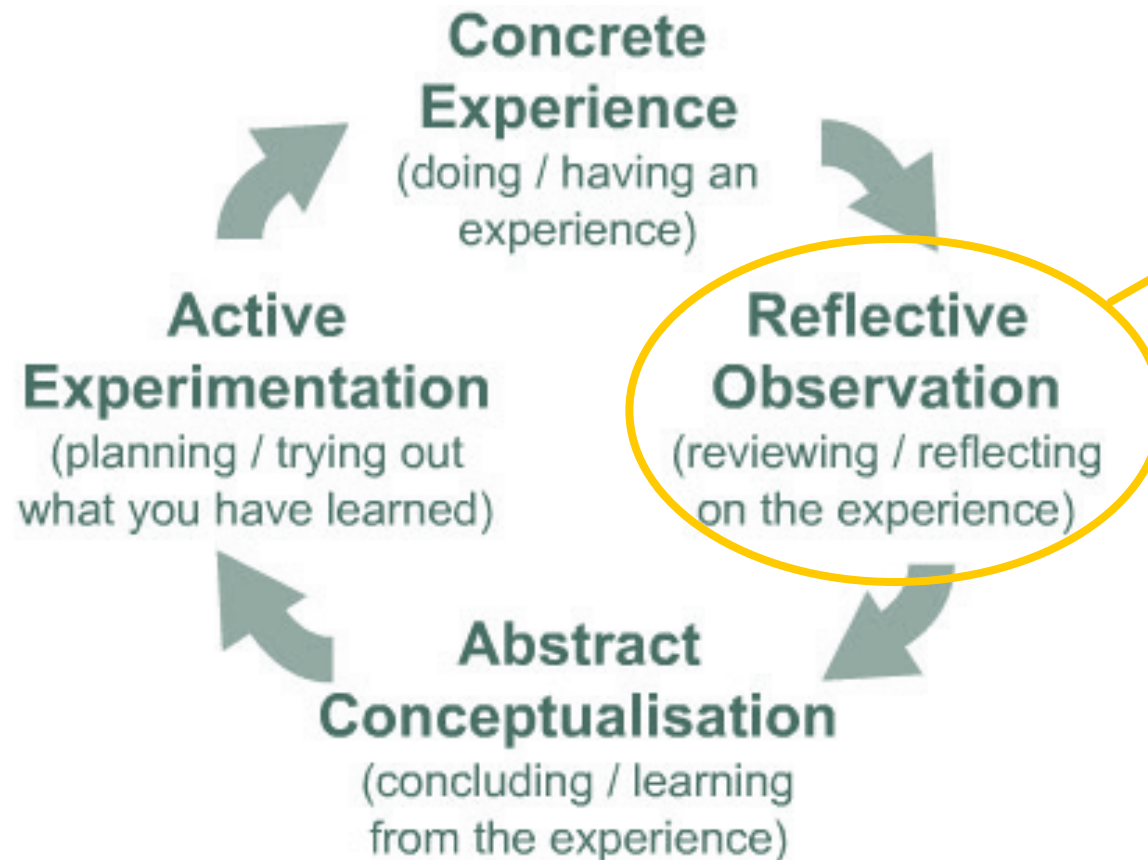 Concrete
Experience
(doing / having an
experience)
Reflective
Observation
(reviewing / reflecting
on the experience)
Abstract
Conceptualisation
(concluding / learning
from the experience)
Active
Experimentation
(planning / trying out
what you have learned)